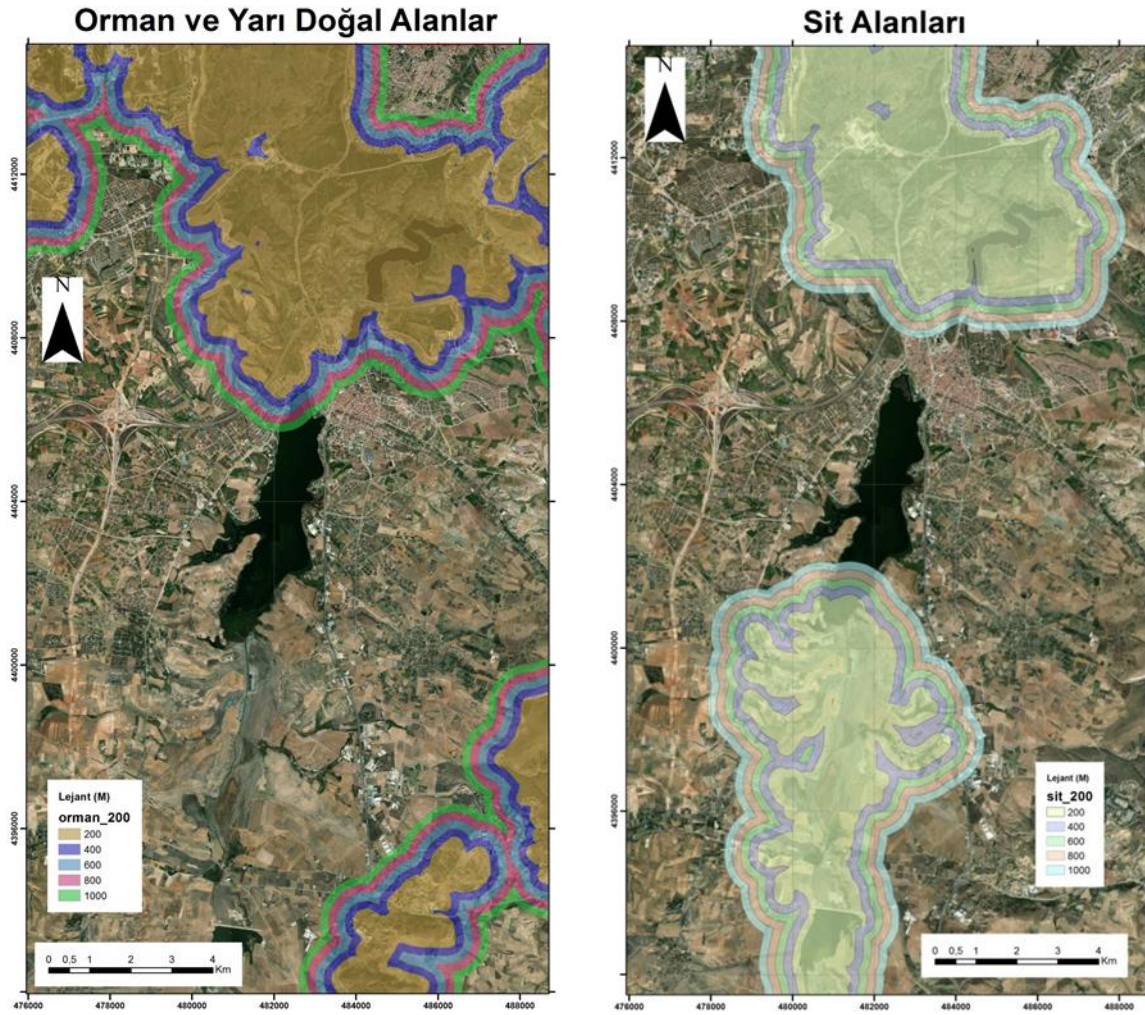 Orman ve Yarı Doğal Alanlar
N
4412000
4408000
4404000
4400000
4396000
Lejant (M)
orman_200
200
400
600
800
1000
0 0,5 1 2 3 4
Km
476000 478000 480000 482000 484000 486000 488000
Sit Alanları
N
4412000
4408000
4404000
4400000
4396000
Lejant (M)
sit_200
200
400
600
800
1000
0 0,5 1 2 3 4
Km
476000 478000 480000 482000 484000 486000 488000